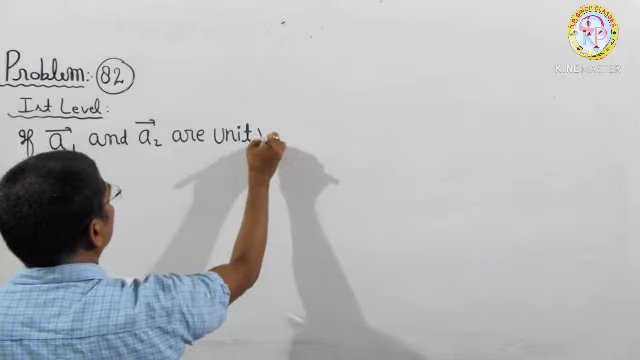 Problem:- 82
Ist Level:
If a₁ and a₂ are unit
KINEMASTER